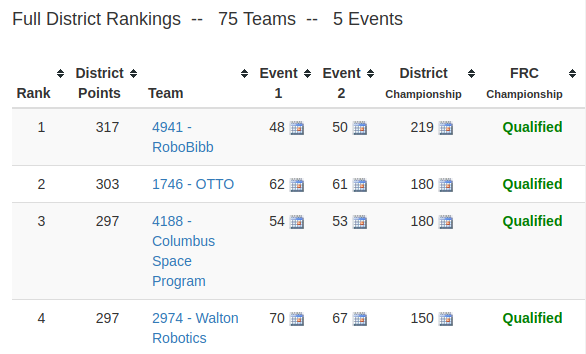 Full District Rankings -- 75 Teams -- 5 Events
Rank District Points Team Event 1 Event 2 District Championship FRC Championship
1 317 4941 - RoboBibb 48 50 219 Qualified
2 303 1746 - OTTO 62 61 180 Qualified
3 297 4188 - Columbus Space Program 54 53 180 Qualified
4 297 2974 - Walton Robotics 70 67 150 Qualified